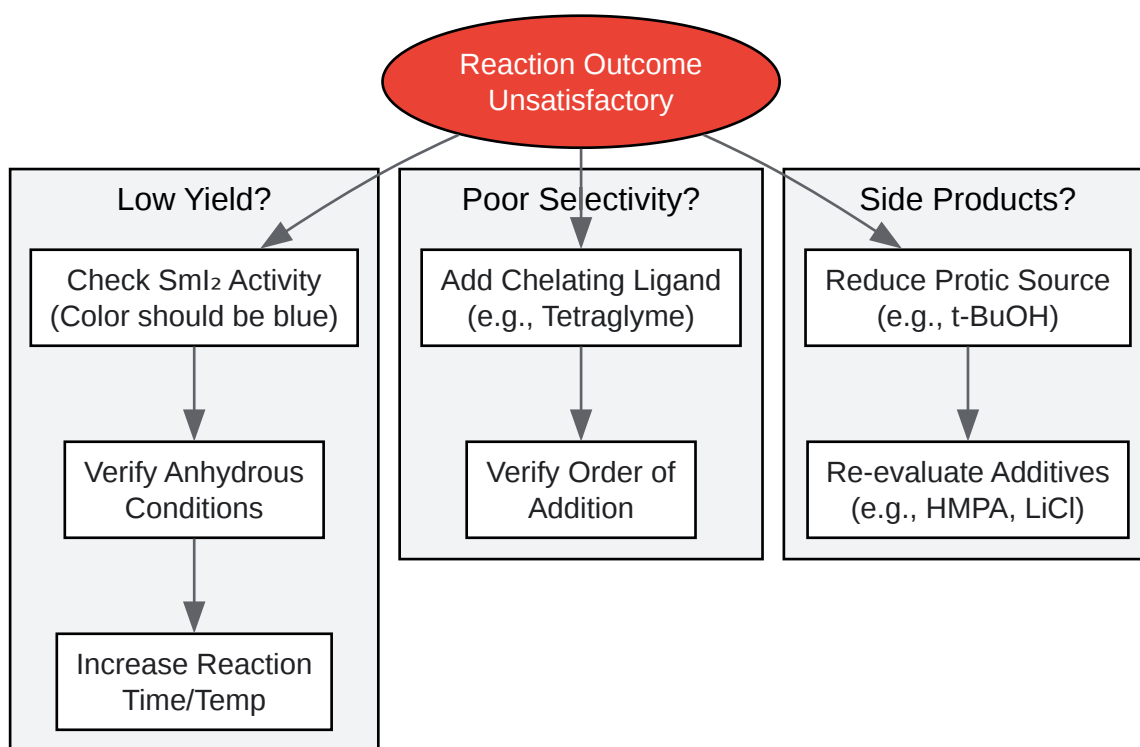 Reaction Outcome
Unsatisfactory
Low Yield?
Check SmI₂ Activity
(Color should be blue)
Verify Anhydrous
Conditions
Increase Reaction
Time/Temp
Poor Selectivity?
Add Chelating Ligand
(e.g., Tetraglyme)
Verify Order of
Addition
Side Products?
Reduce Protic Source
(e.g., t-BuOH)
Re-evaluate Additives
(e.g., HMPA, LiCl)